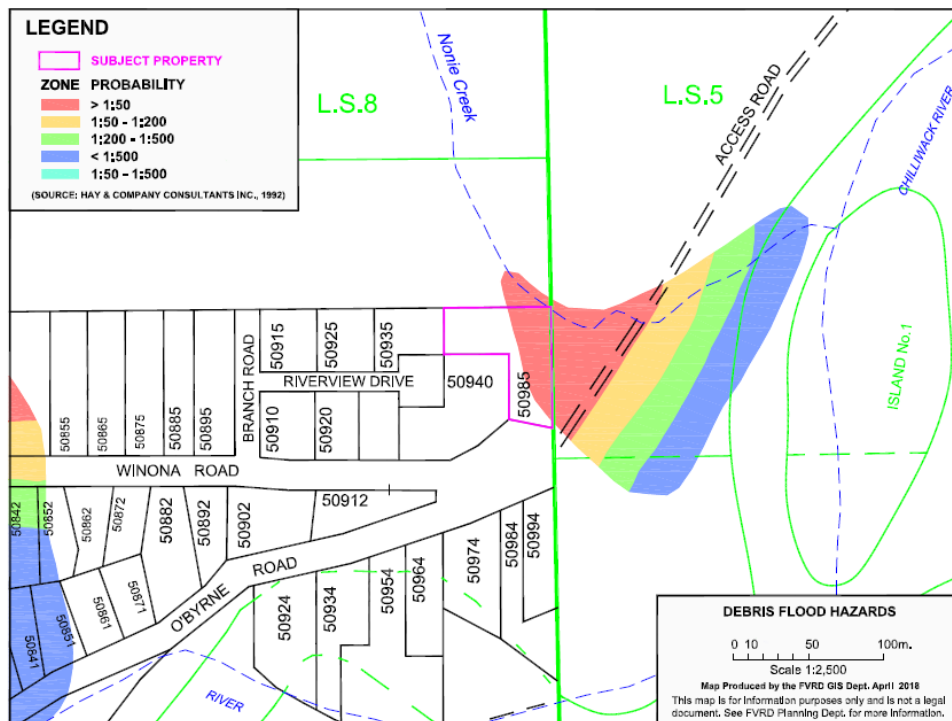 LEGEND
SUBJECT PROPERTY
ZONE PROBABILITY
> 1:50
1:50 - 1:200
1:200 - 1:500
< 1:500
1:50 - 1:500
(SOURCE: HAY & COMPANY CONSULTANTS INC., 1992)
Nonie Creek
L.S.8
L.S.5
ACCESS ROAD
CHILLIWACK RIVER
ISLAND No.1
50915
50925
50935
BRANCH ROAD
RIVERVIEW DRIVE
50940
50985
50855
50865
50875
50885
50895
50910
50920
WINONA ROAD
50912
50842
50852
50862
50872
50882
50892
50902
50974
50984
50994
O'BYRNE ROAD
50924
50934
50954
50964
50641
50851
50861
50871
RIVER
DEBRIS FLOOD HAZARDS
0 10 50 100m.
Scale 1:2,500
Map Produced by the FVRD GIS Dept. April 2018
This map is for information purposes only and is not a legal
document. See FVRD Planning Dept. for more information.